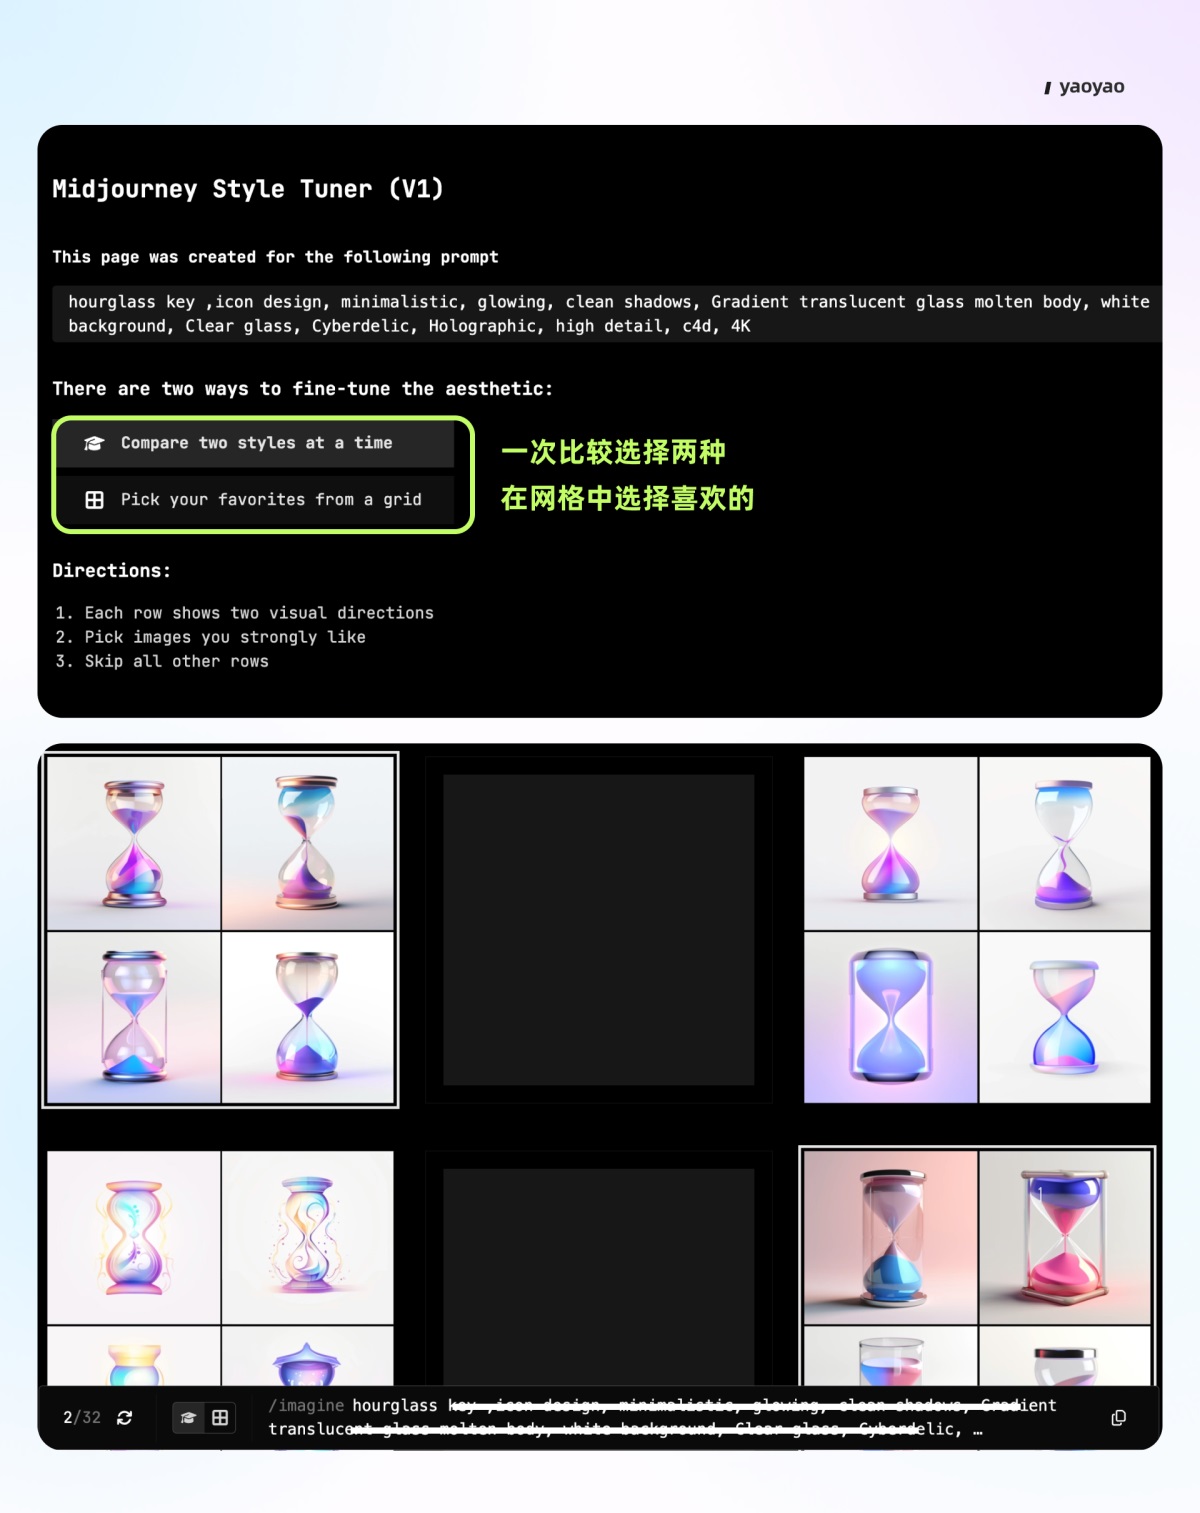 yaoyao
Midjourney Style Tuner (V1)
This page was created for the following prompt
hourglass key ,icon design, minimalistic, glowing, clean shadows, Gradient translucent glass molten body, white
background, Clear glass, Cyberdelic, Holographic, high detail, c4d, 4K
There are two ways to fine-tune the aesthetic:
Compare two styles at a time
一次比较选择两种
Pick your favorites from a grid
在网格中选择喜欢的
Directions:
1. Each row shows two visual directions
2. Pick images you strongly like
3. Skip all other rows
2/32
/imagine hourglass key ,icon design, minimalistic, glowing, clean shadows, Gradient
translucent glass molten body, white background, Clear glass, Cyberdelic, …